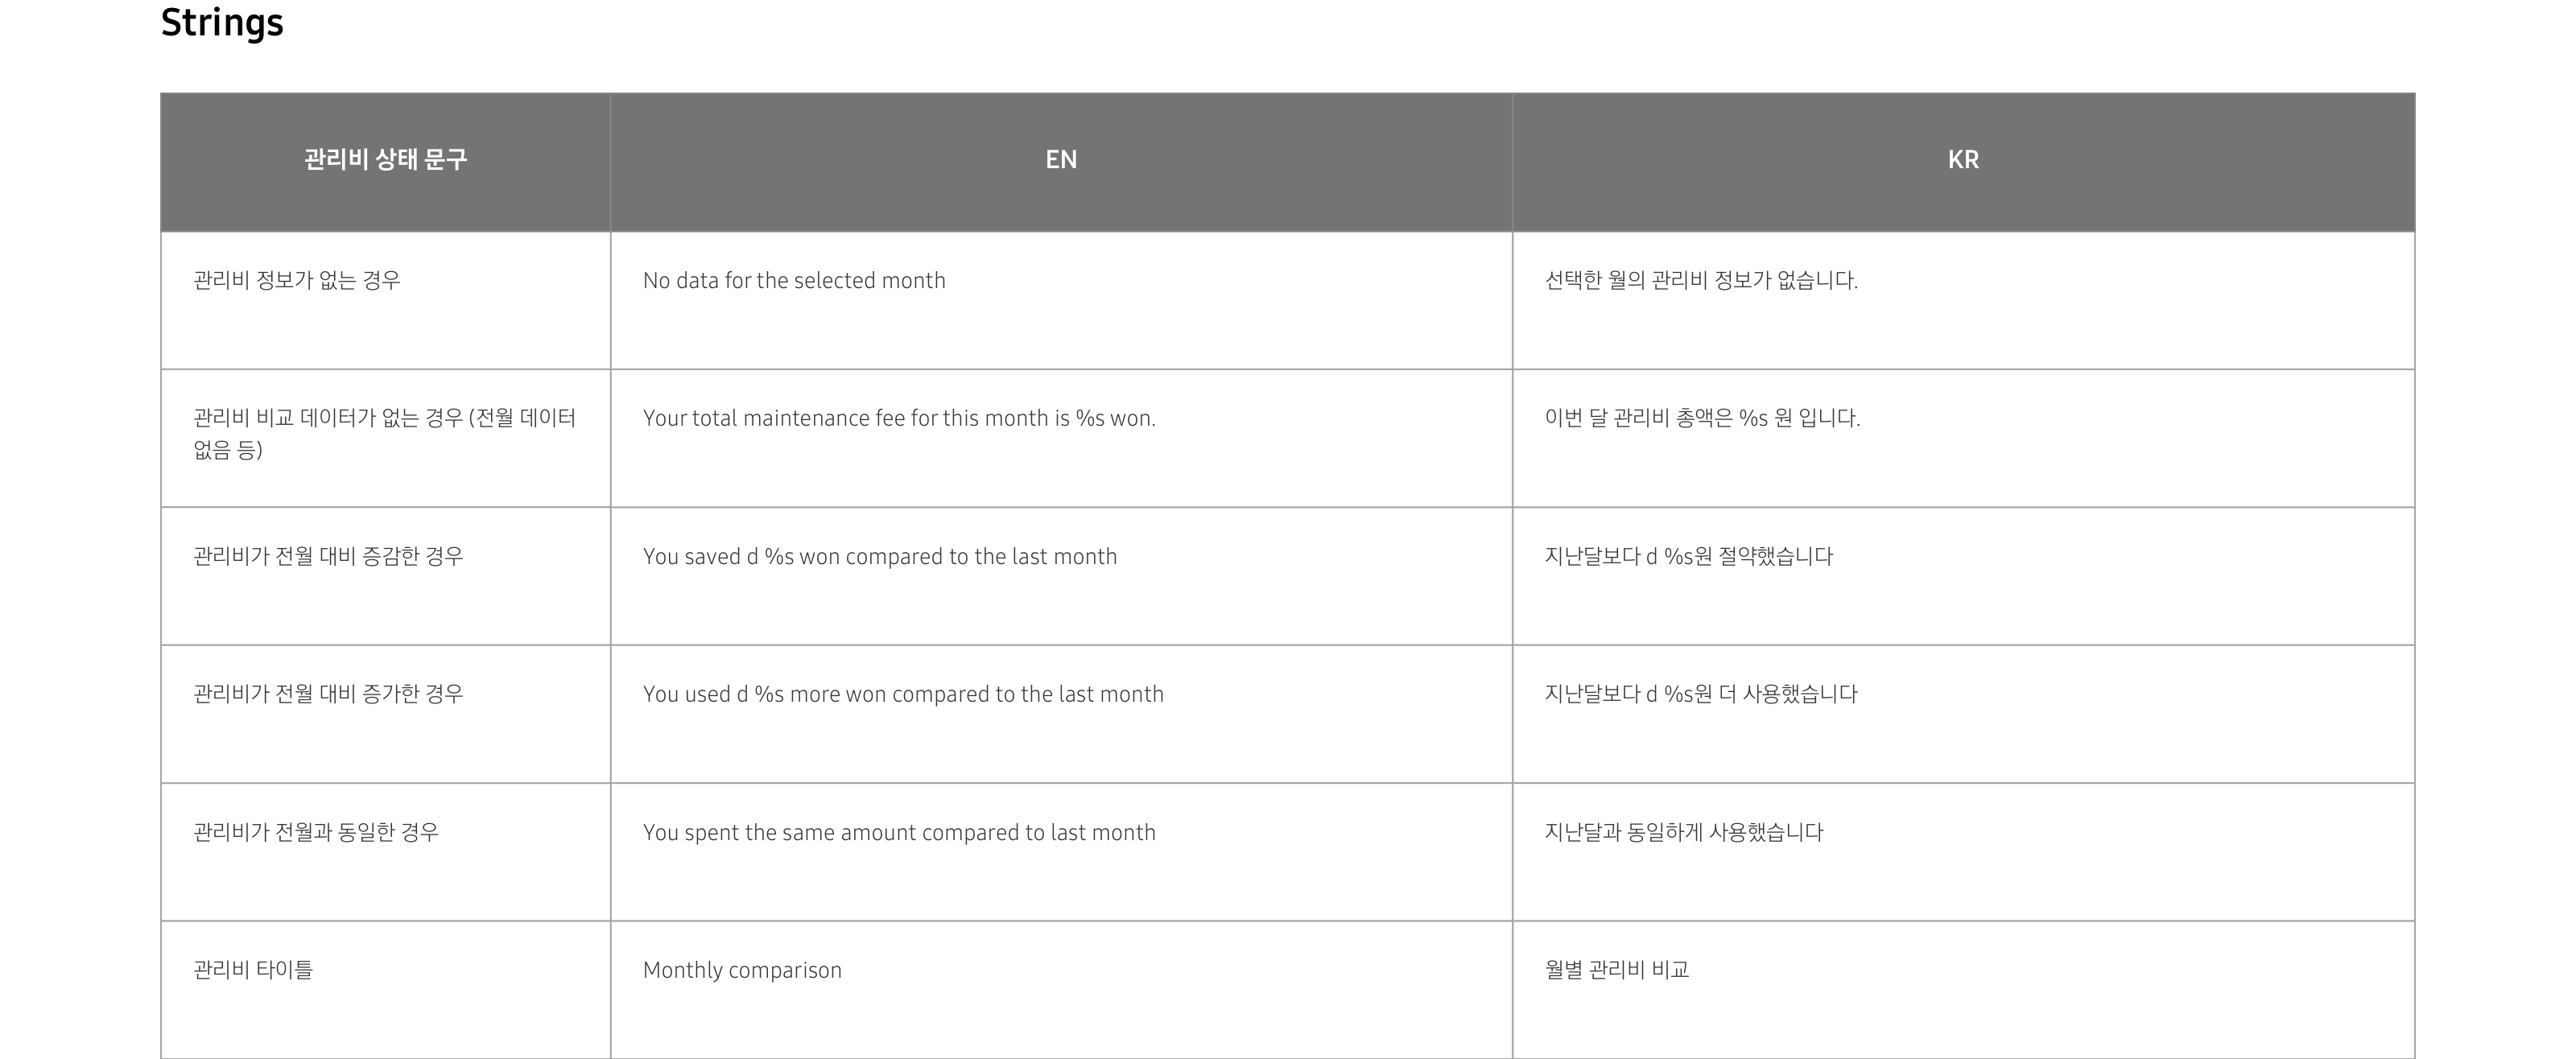 Strings
관리비 상태 문구 EN KR
관리비 정보가 없는 경우 No data for the selected month 선택한 월의 관리비 정보가 없습니다.
관리비 비교 데이터가 없는 경우 (전월 데이터 Your total maintenance fee for this month is %s won. 이번 달 관리비 총액은 %s 원 입니다.
없음 등)
관리비가 전월 대비 증감한 경우 You saved d %s won compared to the last month 지난달보다 d %s원 절약했습니다
관리비가 전월 대비 증가한 경우 You used d %s more won compared to the last month 지난달보다 d %s원 더 사용했습니다
관리비가 전월과 동일한 경우 You spent the same amount compared to last month 지난달과 동일하게 사용했습니다
관리비 타이틀 Monthly comparison 월별 관리비 비교